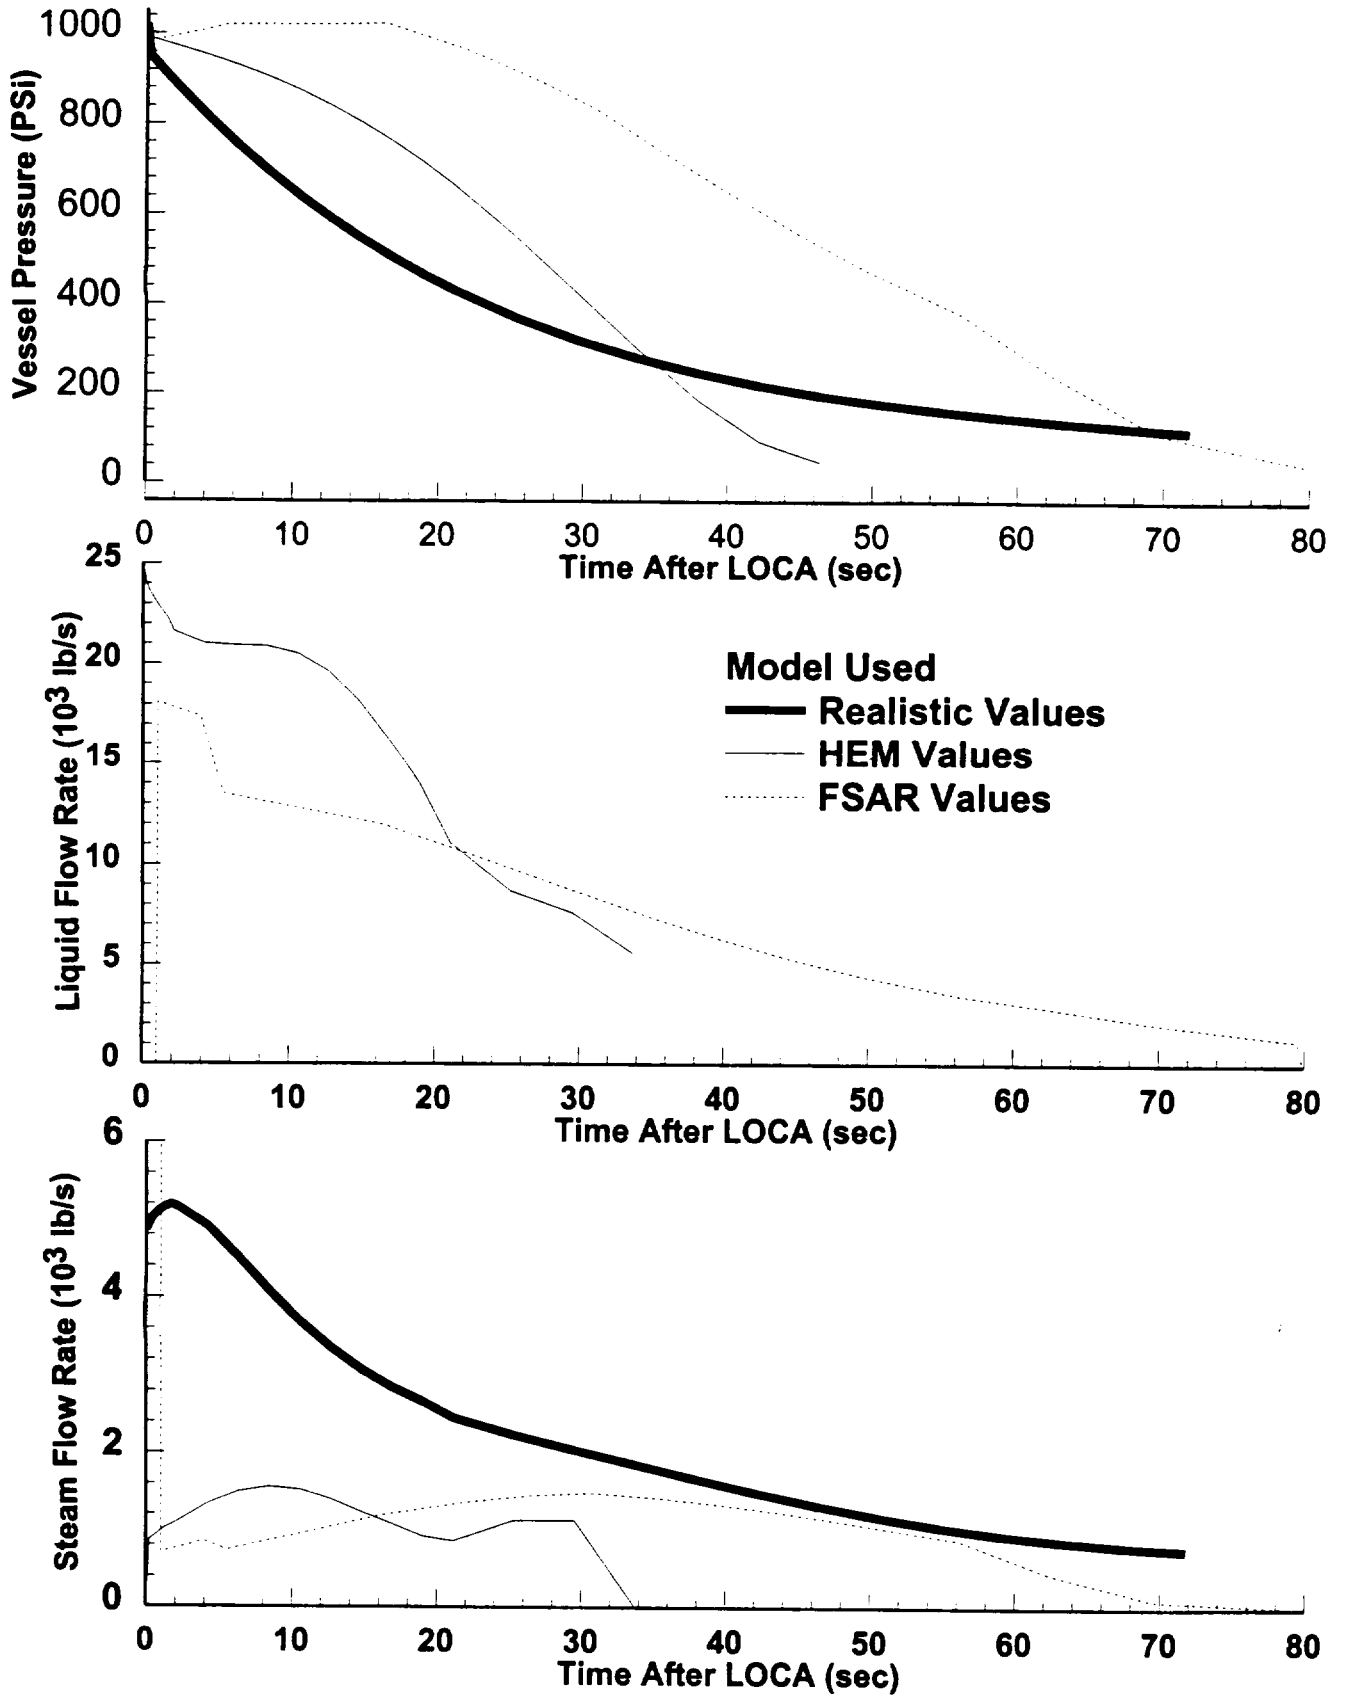 Vessel Pressure (PSi)
1000
800
600
400
200
0
0 10 20 30 40 50 60 70 80
Time After LOCA (sec)
Liquid Flow Rate (10³ lb/s)
25
20
15
10
5
0
Model Used
Realistic Values
HEM Values
FSAR Values
0 10 20 30 40 50 60 70 80
Time After LOCA (sec)
Steam Flow Rate (10³ lb/s)
6
4
2
0
0 10 20 30 40 50 60 70 80
Time After LOCA (sec)